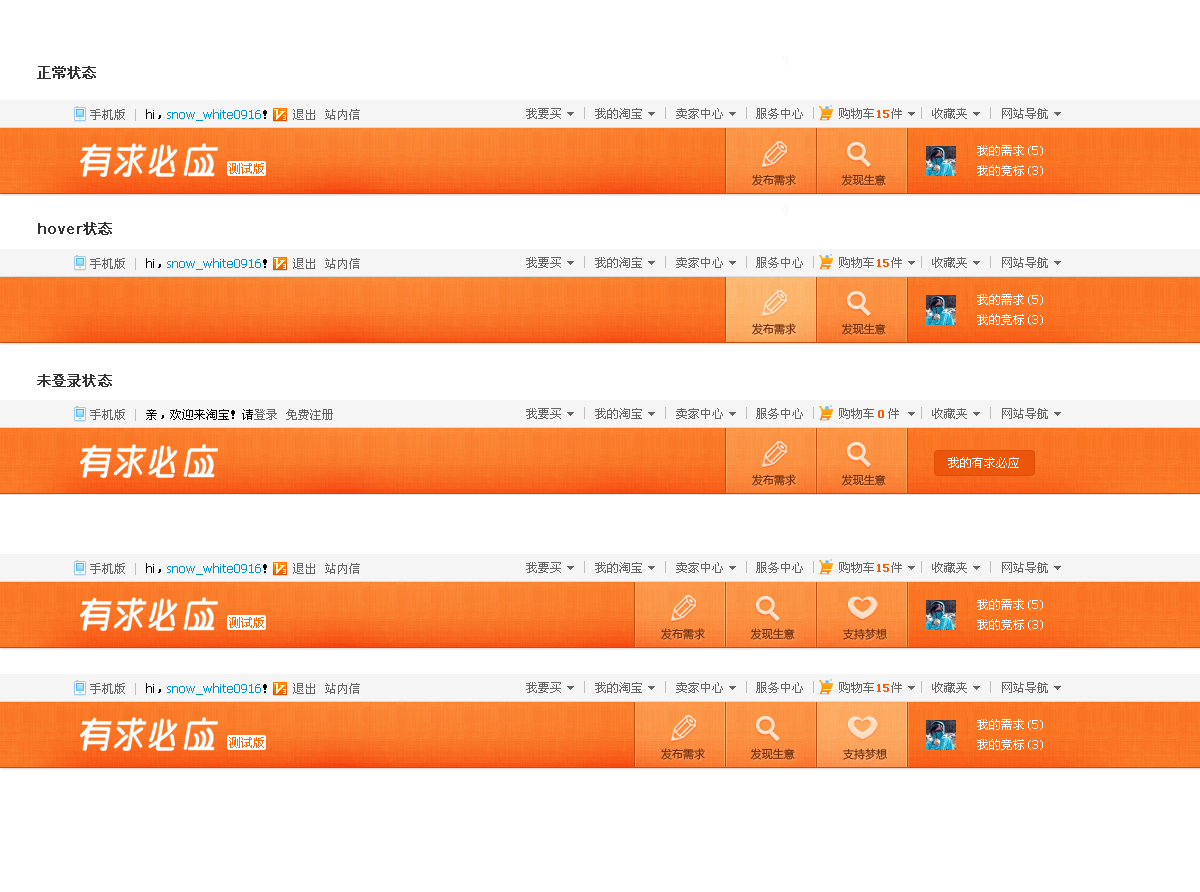 正常状态
手机版 | hi，snow_white0916！ 退出 站内信 我要买 我的淘宝 卖家中心 服务中心 购物车15件 收藏夹 网站导航
有求必应 测试版 发布需求 发现生意 我的需求(5)
我的竞标(3)
hover状态
手机版 | hi，snow_white0916！ 退出 站内信 我要买 我的淘宝 卖家中心 服务中心 购物车15件 收藏夹 网站导航
发布需求 发现生意 我的需求(5)
我的竞标(3)
未登录状态
手机版 | 亲，欢迎来淘宝！请登录 免费注册 我要买 我的淘宝 卖家中心 服务中心 购物车 0 件 收藏夹 网站导航
有求必应 发布需求 发现生意 我的有求必应
手机版 | hi，snow_white0916！ 退出 站内信 我要买 我的淘宝 卖家中心 服务中心 购物车15件 收藏夹 网站导航
有求必应 测试版 发布需求 发现生意 支持梦想 我的需求(5)
我的竞标(3)
手机版 | hi，snow_white0916！ 退出 站内信 我要买 我的淘宝 卖家中心 服务中心 购物车15件 收藏夹 网站导航
有求必应 测试版 发布需求 发现生意 支持梦想 我的需求(5)
我的竞标(3)